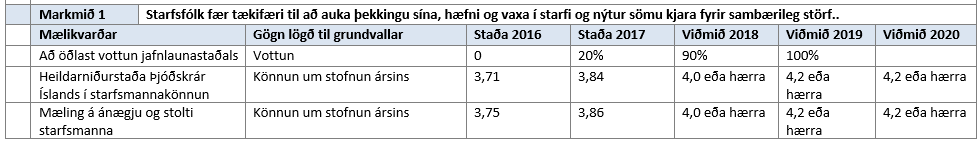 Markmið 1 Starfsfólk fær tækifæri til að auka þekkingu sína, hæfni og vaxa í starfi og nýtur sömu kjara fyrir sambærileg störf..
Mælikvarðar Gögn lögð til grundvallar Staða 2016 Staða 2017 Viðmið 2018 Viðmið 2019 Viðmið 2020
Að öðlast vottun jafnlaunastaðals Vottun 0 20% 90% 100%
Heildarniðurstaða Þjóðskrár Könnun um stofnun ársins 3,71 3,84 4,0 eða hærra 4,2 eða 4,2 eða hærra
Íslands í starfsmannakönnun hærra
Mæling á ánægju og stolti Könnun um stofnun ársins 3,75 3,86 4,0 eða hærra 4,2 eða 4,2 eða hærra
starfsmanna hærra